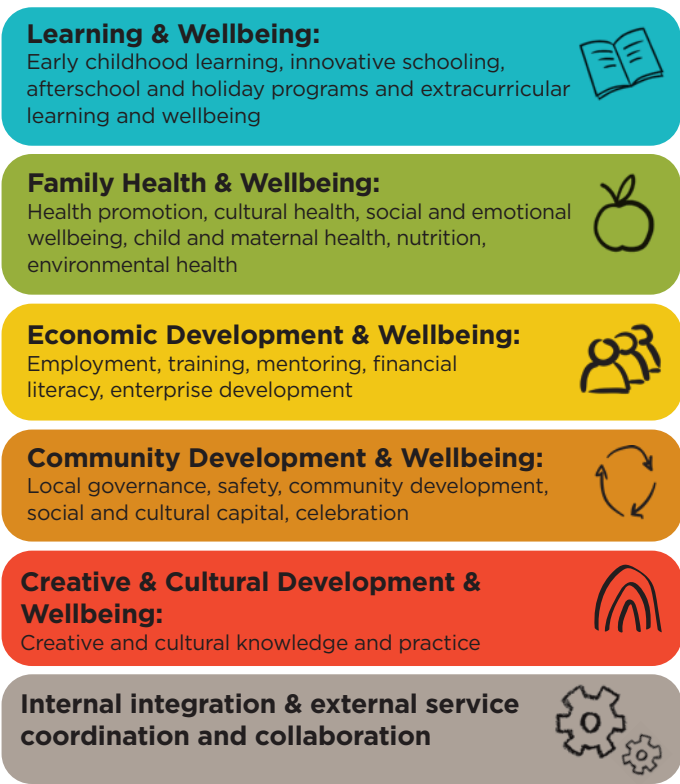 Learning & Wellbeing:
Early childhood learning, innovative schooling,
afterschool and holiday programs and extracurricular
learning and wellbeing
Family Health & Wellbeing:
Health promotion, cultural health, social and emotional
wellbeing, child and maternal health, nutrition,
environmental health
Economic Development & Wellbeing:
Employment, training, mentoring, financial
literacy, enterprise development
Community Development & Wellbeing:
Local governance, safety, community development,
social and cultural capital, celebration
Creative & Cultural Development &
Wellbeing:
Creative and cultural knowledge and practice
Internal integration & external service
coordination and collaboration